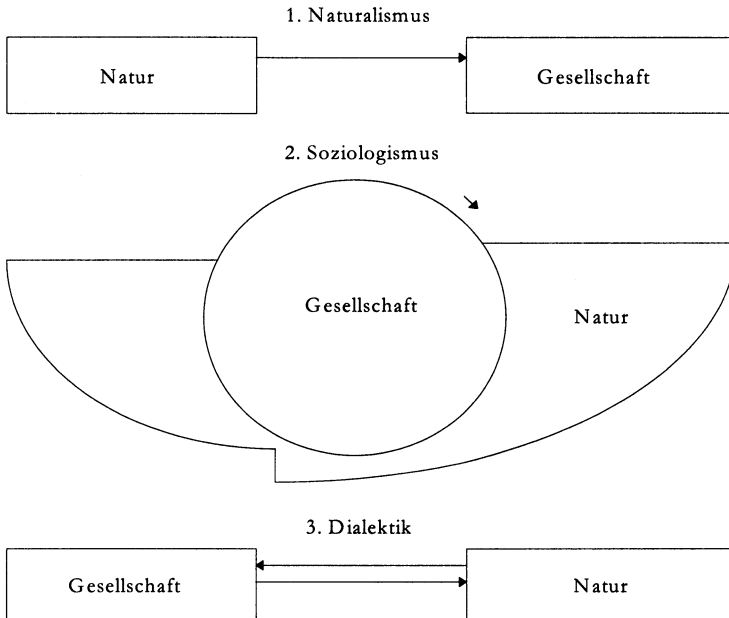 1. Naturalismus
Natur
Gesellschaft
2. Soziologismus
Gesellschaft
Natur
3. Dialektik
Gesellschaft
Natur